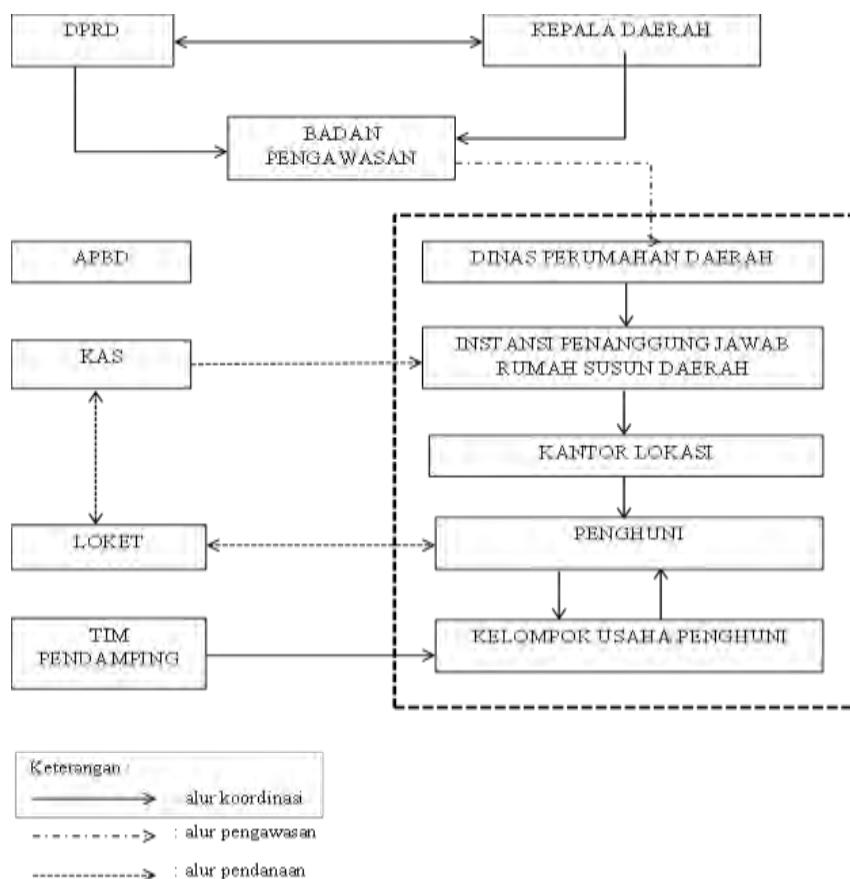 DPRD
KEPALA DAERAH
BADAN
PENGAWASAN
APBD
DINAS PERUMAHAN DAERAH
KAS
INSTANSI PENANGGUNG JAWAB
RUMAH SUSUN DAERAH
KANTOR LOKASI
LOKET
PENGHUNI
TIM
PENDAMPING
KELOMPOK USAHA PENGHUNI
Keterangan :
alur koordinasi
: alur pengawasan
: alur pendanaan